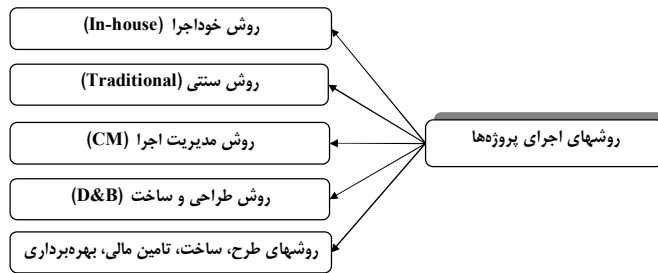 روش خوداجرا (In-house)
روش سنتی (Traditional)
روش مدیریت اجرا (CM)
روش طراحی و ساخت (D&B)
روشهای طرح، ساخت، تامین مالی، بهره‌برداری
روشهای اجرای پروژه‌ها